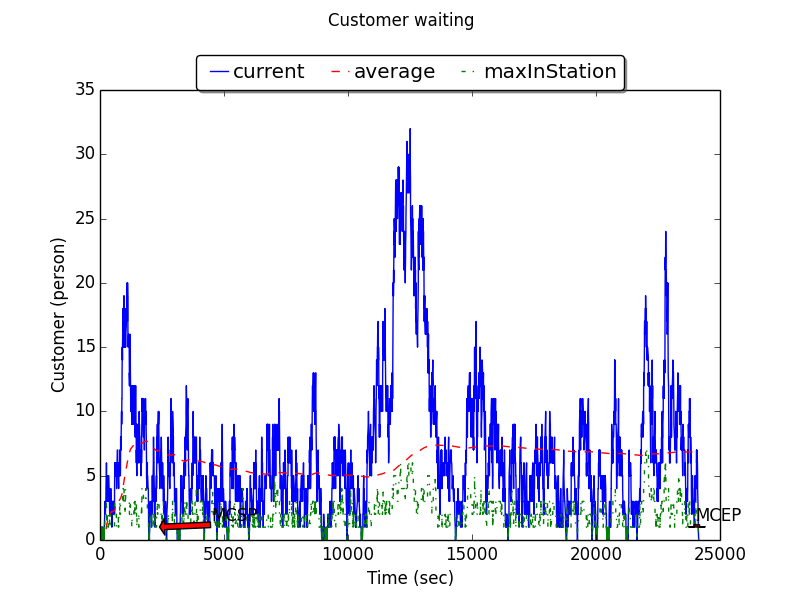 Customer waiting
current average maxInStation
35
30
25
20
15
10
5
0
Customer (person)
MCSP
MCEP
0 5000 10000 15000 20000 25000
Time (sec)